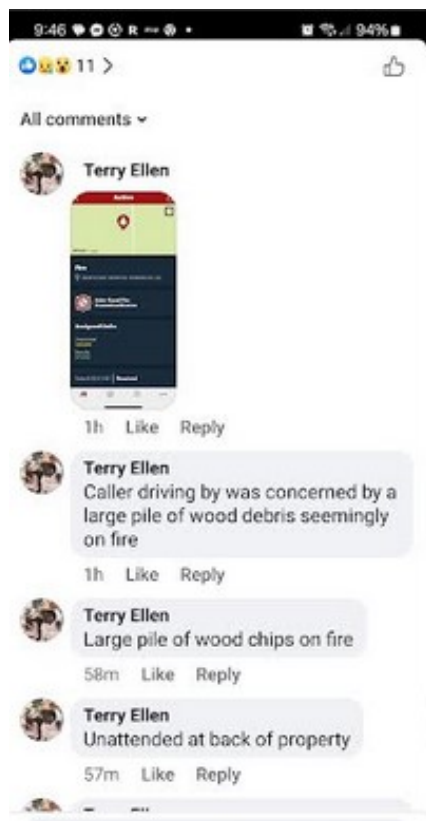 9:46
R
94%
11 >
All comments
Terry Ellen
1h Like Reply
Terry Ellen
Caller driving by was concerned by a
large pile of wood debris seemingly
on fire
1h Like Reply
Terry Ellen
Large pile of wood chips on fire
58m Like Reply
Terry Ellen
Unattended at back of property
57m Like Reply